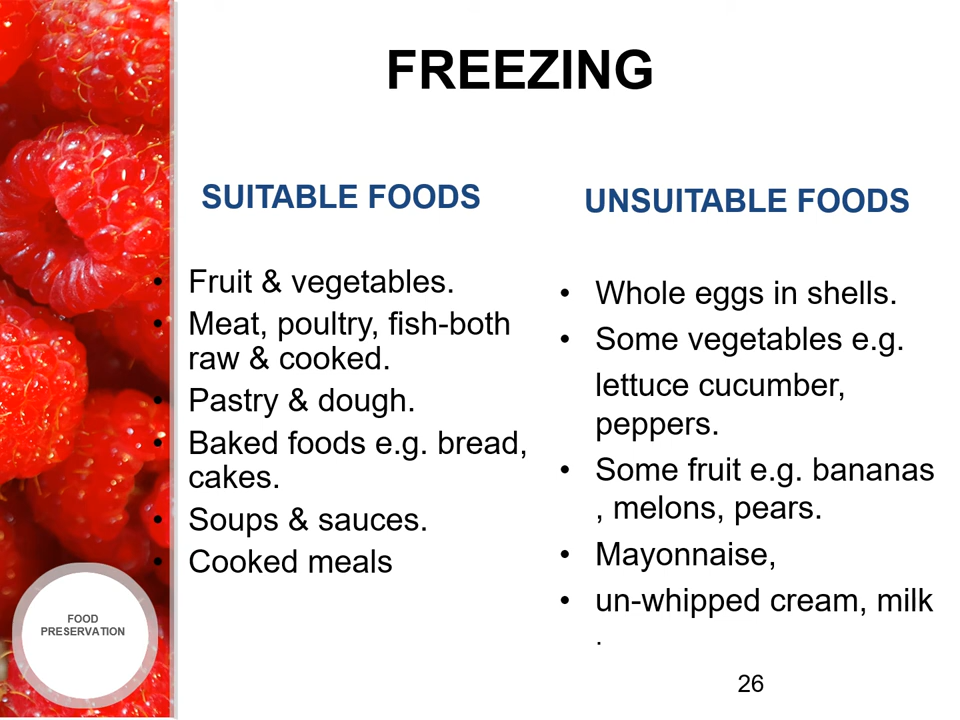 FREEZING
SUITABLE FOODS
• Fruit & vegetables.
• Meat, poultry, fish-both
raw & cooked.
• Pastry & dough.
• Baked foods e.g. bread,
cakes.
• Soups & sauces.
• Cooked meals
UNSUITABLE FOODS
• Whole eggs in shells.
• Some vegetables e.g.
lettuce cucumber,
peppers.
• Some fruit e.g. bananas
, melons, pears.
• Mayonnaise,
• un-whipped cream, milk
.
FOOD
PRESERVATION
26